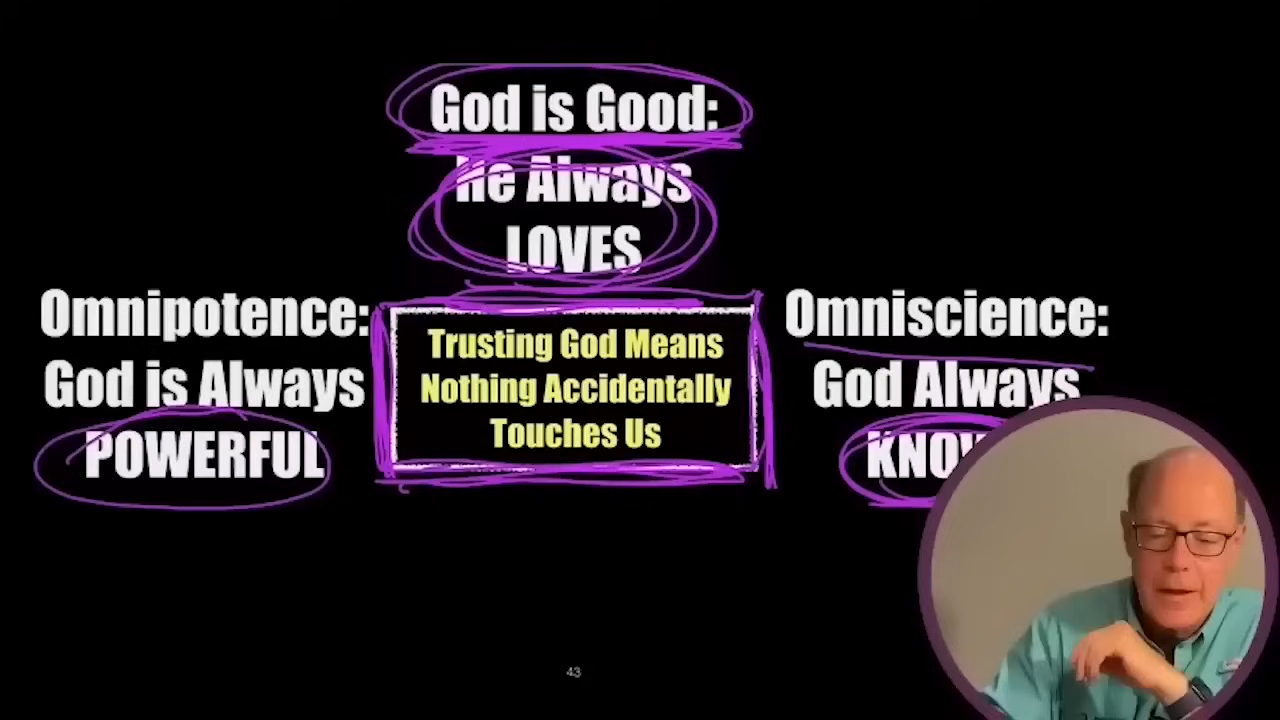 God is Good:
He Always
LOVES
Omnipotence:
God is Always
POWERFUL
Trusting God Means
Nothing Accidentally
Touches Us
Omniscience:
God Always
43